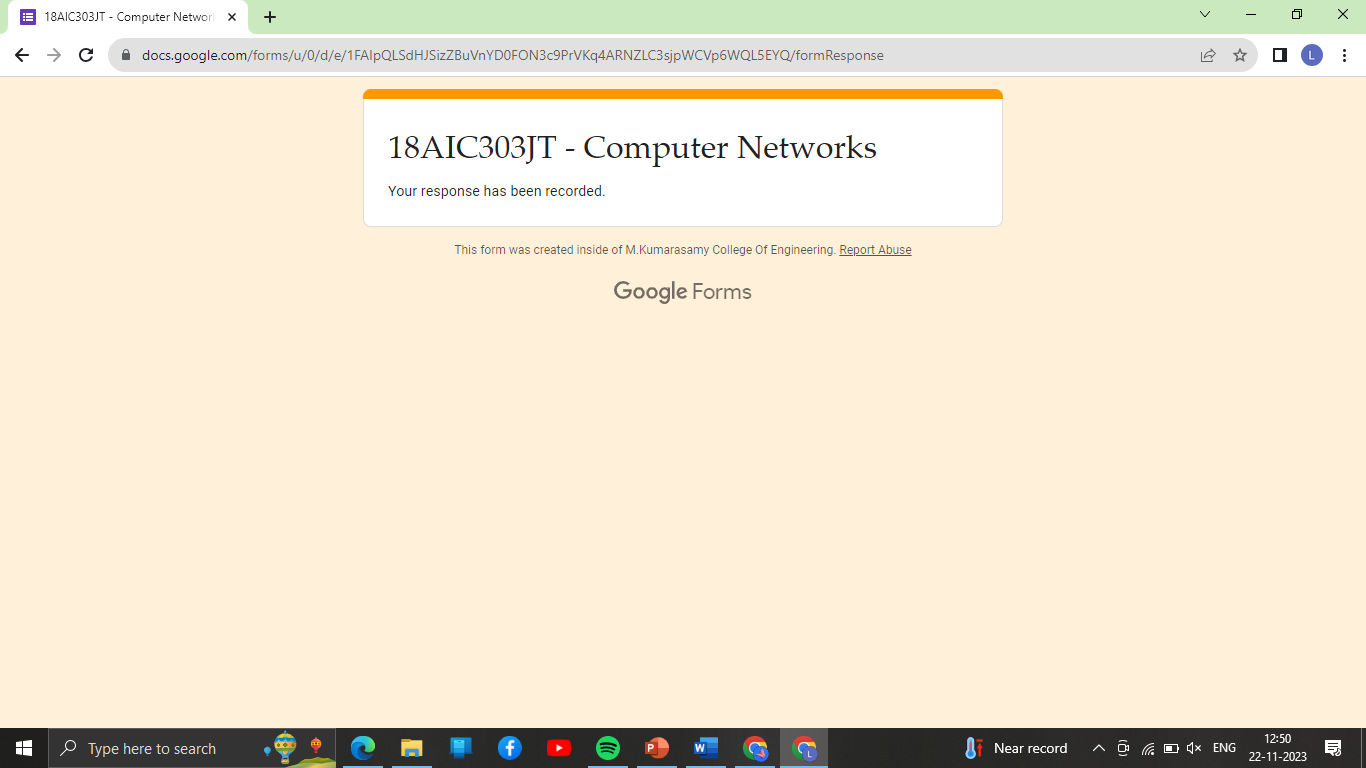 18AIC303JT - Computer Networ
docs.google.com/forms/u/0/d/e/1FAIpQLSdHJSizZBuVnYD0FON3c9PrVKq4ARNZLC3sjpWCVp6WQL5EYQ/formResponse
L
18AIC303JT - Computer Networks
Your response has been recorded.
This form was created inside of M.Kumarasamy College Of Engineering. Report Abuse
Google Forms
Type here to search
Near record
ENG
12:50
22-11-2023